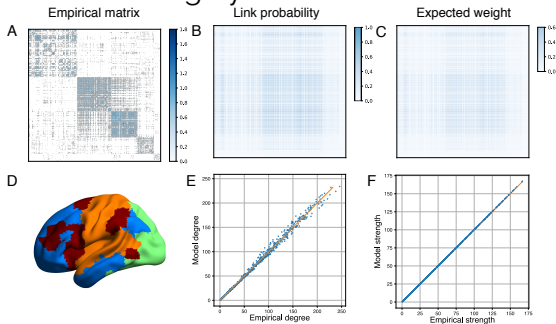 Empirical matrix
Link probability
Expected weight
A
B
C
1.8
1.6
1.4
1.2
1.0
0.8
0.6
0.4
0.2
0.0
1.0
0.8
0.6
0.4
0.2
0.0
0.6
0.4
0.2
0.0
D
E
F
250
200
150
100
50
0
Model degree
0 50 100 150 200 250
Empirical degree
175
150
125
100
75
50
25
0
Model strength
0 25 50 75 100 125 150 175
Empirical strength